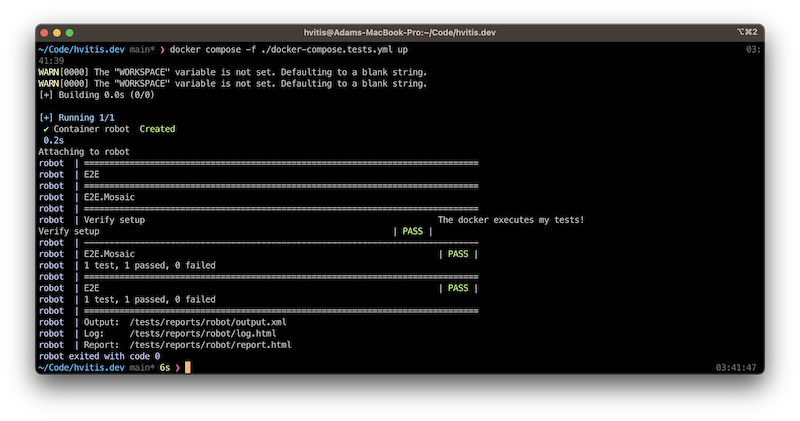 hvitis@Adams-MacBook-Pro:~/Code/hvitis.dev
⌥⌘2
~/Code/hvitis.dev main* ❯ docker compose -f ./docker-compose.tests.yml up 03:
41:39
WARN[0000] The "WORKSPACE" variable is not set. Defaulting to a blank string.
WARN[0000] The "WORKSPACE" variable is not set. Defaulting to a blank string.
[+] Building 0.0s (0/0)
[+] Running 1/1
✔ Container robot Created
0.2s
Attaching to robot
robot | ==============================================================================
robot | E2E
robot | ==============================================================================
robot | E2E.Mosaic
robot | ==============================================================================
robot | Verify setup The docker executes my tests!
Verify setup | PASS |
robot | ------------------------------------------------------------------------------
robot | E2E.Mosaic | PASS |
robot | 1 test, 1 passed, 0 failed
robot | ==============================================================================
robot | E2E | PASS |
robot | 1 test, 1 passed, 0 failed
robot | ==============================================================================
robot | Output: /tests/reports/robot/output.xml
robot | Log: /tests/reports/robot/log.html
robot | Report: /tests/reports/robot/report.html
robot exited with code 0
~/Code/hvitis.dev main* 6s ❯ 03:41:47